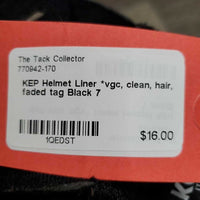 The Tack Collector
770942-170
KEP Helmet Liner *vgc, clean, hair,
faded tag Black 7
1QEDST
$16.00
K